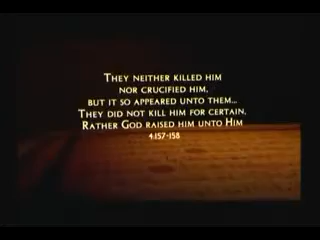 They neither killed him
nor crucified him,
but it so appeared unto them...
They did not kill him for certain,
Rather God raised him unto Him
4:157-158